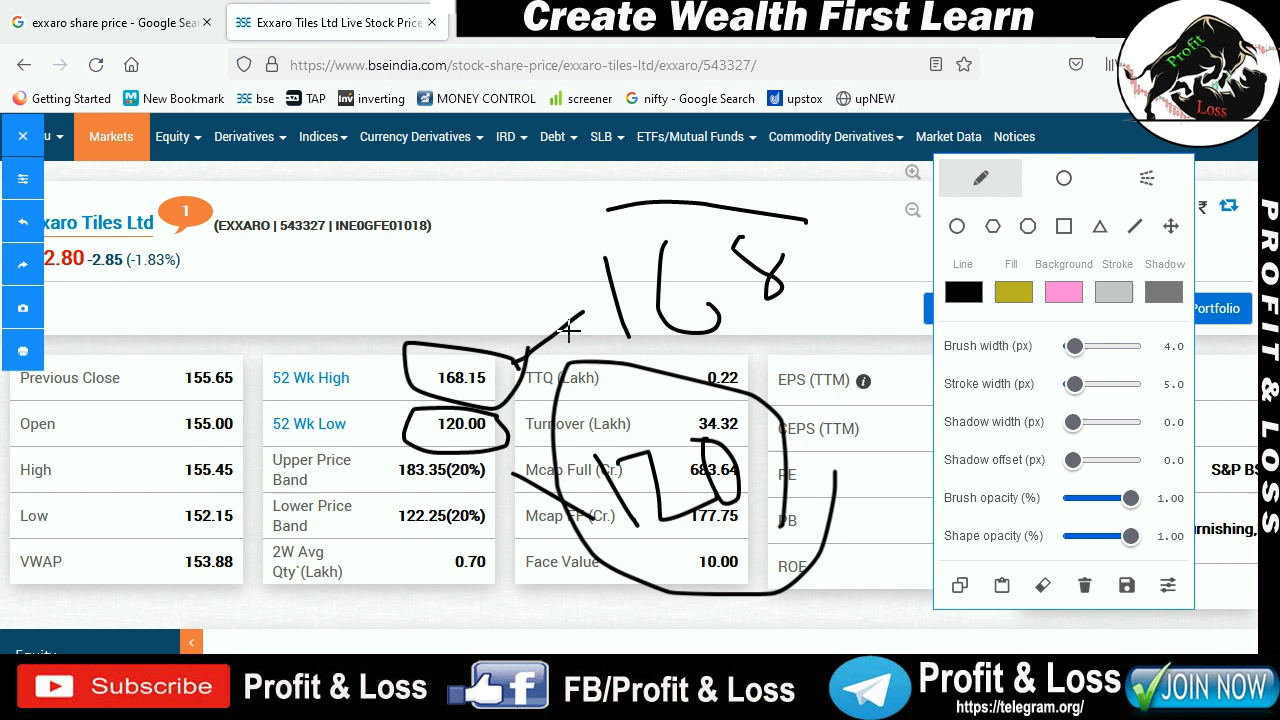 exxaro share price - Google Sea
Exxaro Tiles Ltd Live Stock Price
Create Wealth First Learn
Profit
Loss
https://www.bseindia.com/stock-share-price/exxaro-tiles-ltd/exxaro/543327/
Getting Started
New Bookmark
bse
TAP
inverting
MONEY CONTROL
screener
nifty - Google Search
upstox
upNEW
u
Markets
Equity
Derivatives
Indices
Currency Derivatives
IRD
Debt
SLB
ETFs/Mutual Funds
Commodity Derivatives
Market Data
Notices
xaro Tiles Ltd
1
(EXXARO | 543327 | INE0GFE01018)
2.80 -2.85 (-1.83%)
168
₹
Portfolio
Previous Close 155.65
Open 155.00
High 155.45
Low 152.15
VWAP 153.88
52 Wk High 168.15
52 Wk Low 120.00
Upper Price
Band 183.35(20%)
Lower Price
Band 122.25(20%)
2W Avg
Qty`(Lakh) 0.70
TTQ (Lakh) 0.22
Turnover (Lakh) 34.32
Mcap Full (Cr.) 683.64
Mcap FF (Cr.) 177.75
Face Value 10.00
120
EPS (TTM)
CEPS (TTM)
PE
PB
ROE
S&P BS
rnishing,
Line Fill Background Stroke Shadow
Brush width (px) 4.0
Stroke width (px) 5.0
Shadow width (px) 0.0
Shadow offset (px) 0.0
Brush opacity (%) 1.00
Shape opacity (%) 1.00
PROFIT & LOSS
Equity
Subscribe
Profit & Loss
f
FB/Profit & Loss
Profit & Loss
https://telegram.org/
JOIN NOW